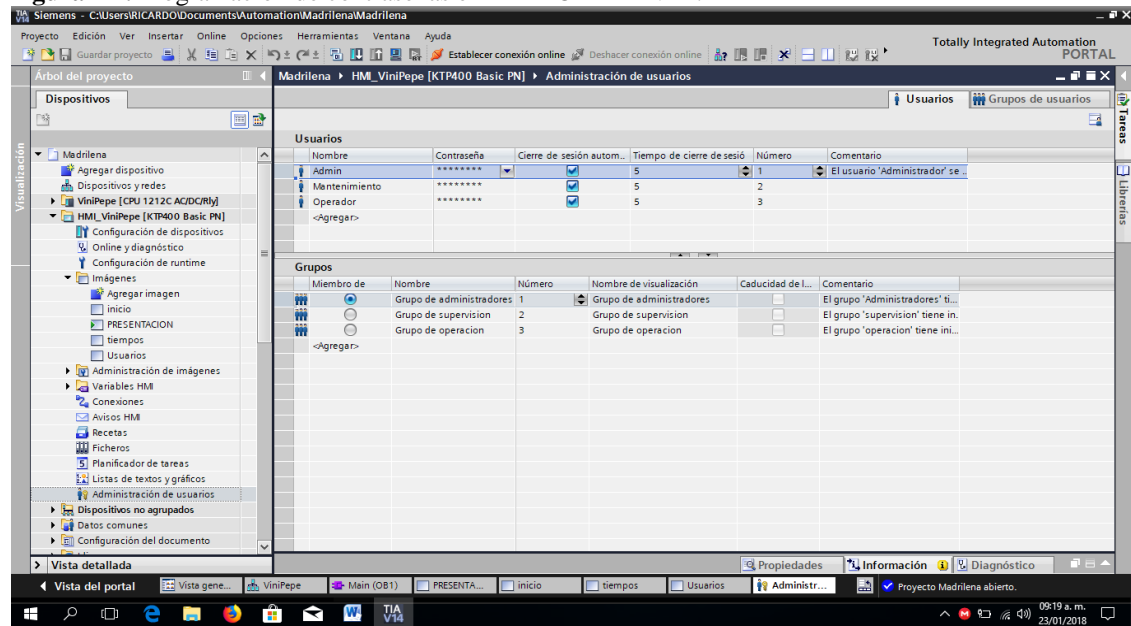 Siemens - C:\Users\RICARDO\Documents\Automation\Madrilena\Madrilena
Proyecto Edición Ver Insertar Online Opciones Herramientas Ventana Ayuda
Totally Integrated Automation
PORTAL
Guardar proyecto
Establecer conexión online
Deshacer conexión online
Árbol del proyecto
Madrilena HMI_ViniPepe [KTP400 Basic PN] Administración de usuarios
Dispositivos
Usuarios
Grupos de usuarios
Visualización
Tareas
Librerías
Madrilena
Agregar dispositivo
Dispositivos y redes
ViniPepe [CPU 1212C AC/DC/Rly]
HMI_ViniPepe [KTP400 Basic PN]
Configuración de dispositivos
Online y diagnóstico
Configuración de runtime
Imágenes
Agregar imagen
inicio
PRESENTACION
tiempos
Usuarios
Administración de imágenes
Variables HMI
Conexiones
Avisos HMI
Recetas
Ficheros
Planificador de tareas
Listas de textos y gráficos
Administración de usuarios
Dispositivos no agrupados
Datos comunes
Configuración del documento
Vista detallada
Usuarios
Nombre Contraseña Cierre de sesión autom... Tiempo de cierre de sesió Número Comentario
Admin ******** 5 1 El usuario 'Administrador' se ..
Mantenimiento ******** 5 2
Operador ******** 5 3
<Agregar>
Grupos
Miembro de Nombre Número Nombre de visualización Caducidad de l... Comentario
Grupo de administradores 1 Grupo de administradores El grupo 'Administradores' ti...
Grupo de supervision 2 Grupo de supervision El grupo 'supervision' tiene in.
Grupo de operacion 3 Grupo de operacion El grupo 'operacion' tiene ini...
<Agregar>
Propiedades Información Diagnóstico
Vista del portal Vista gene... ViniPepe Main (OB1) PRESENTA... inicio tiempos Usuarios Administr... Proyecto Madrilena abierto.
TIA
V14
09:19 a. m.
23/01/2018